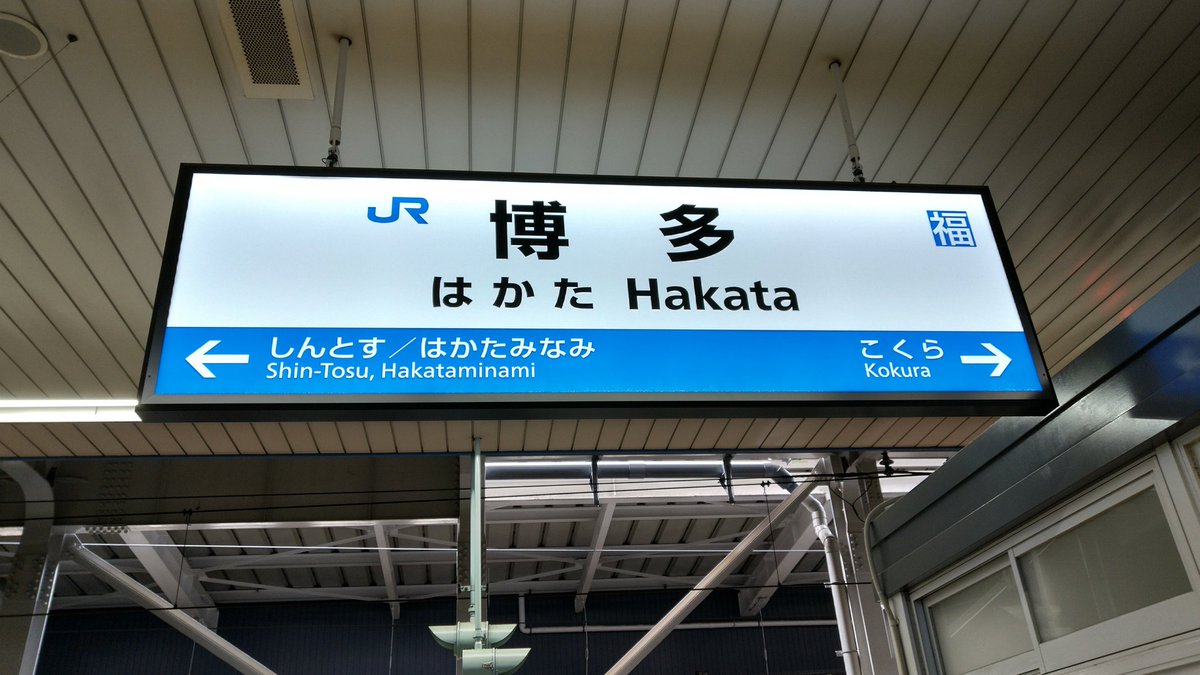 JR 博多 福
はかた Hakata
← しんとす／はかたみなみ
Shin-Tosu, Hakataminami
こくら →
Kokura